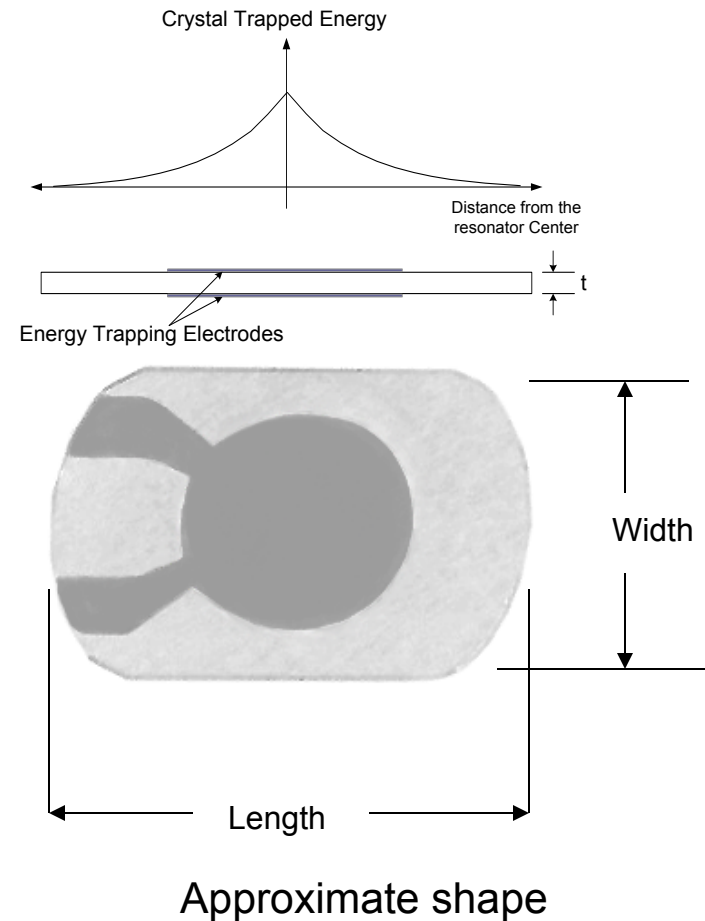 Crystal Trapped Energy
Distance from the
resonator Center
t
Energy Trapping Electrodes
Width
Length
Approximate shape